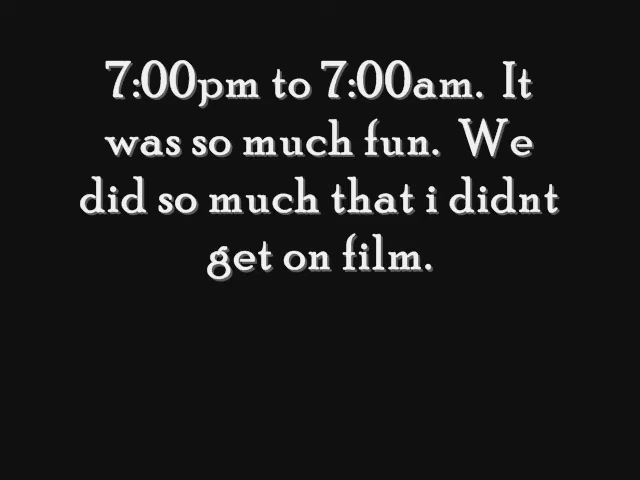 7:00pm to 7:00am.  It
was so much fun.  We
did so much that i didnt
get on film.